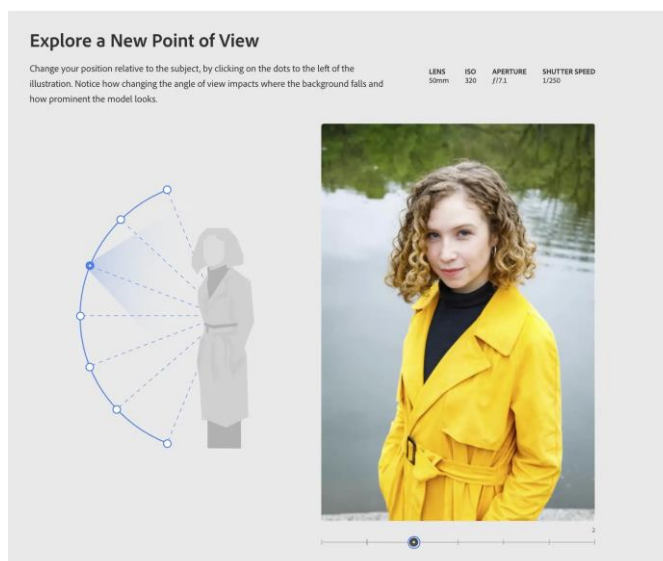 Explore a New Point of View
Change your position relative to the subject, by clicking on the dots to the left of the
illustration. Notice how changing the angle of view impacts where the background falls and
how prominent the model looks.
LENS ISO APERTURE SHUTTER SPEED
50mm 320 ƒ/7.1 1/250
2